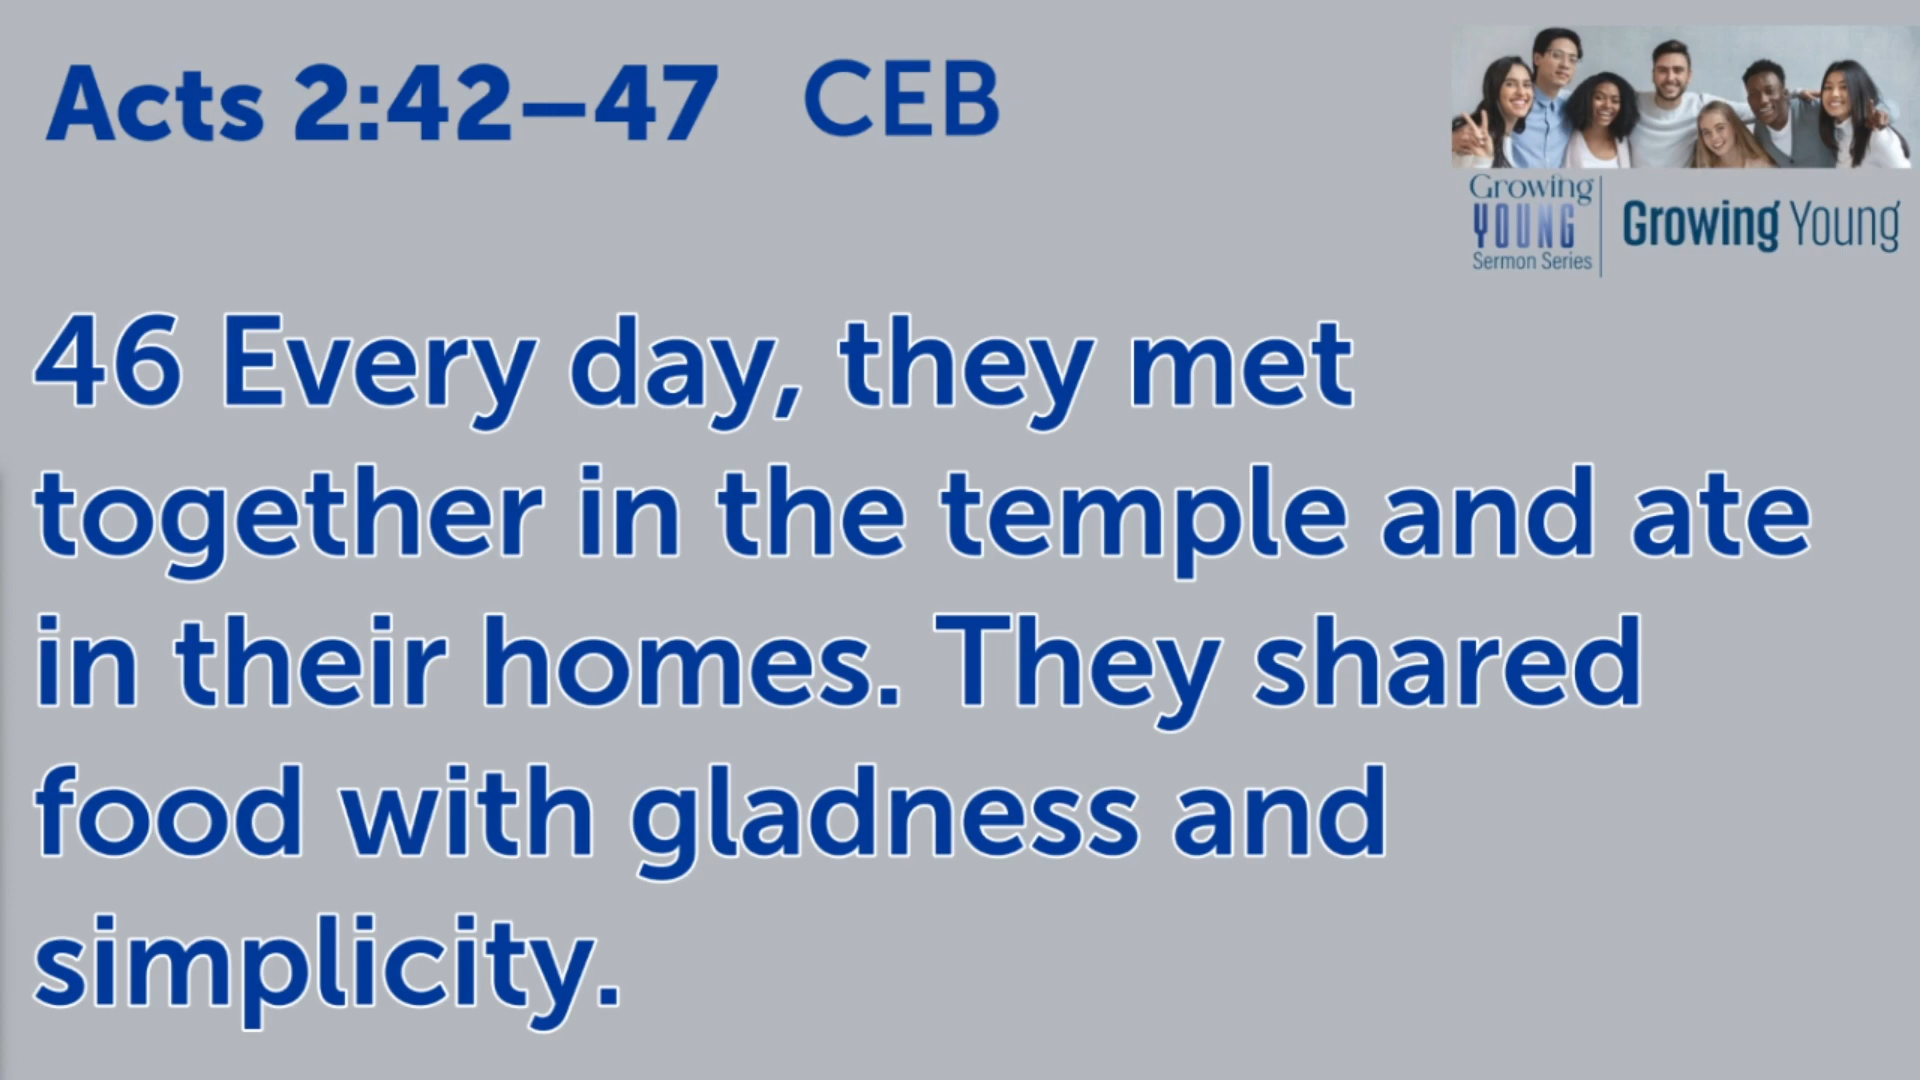 Acts 2:42–47 CEB
Growing
YOUNG
Sermon Series
Growing Young
46 Every day, they met
together in the temple and ate
in their homes. They shared
food with gladness and
simplicity.